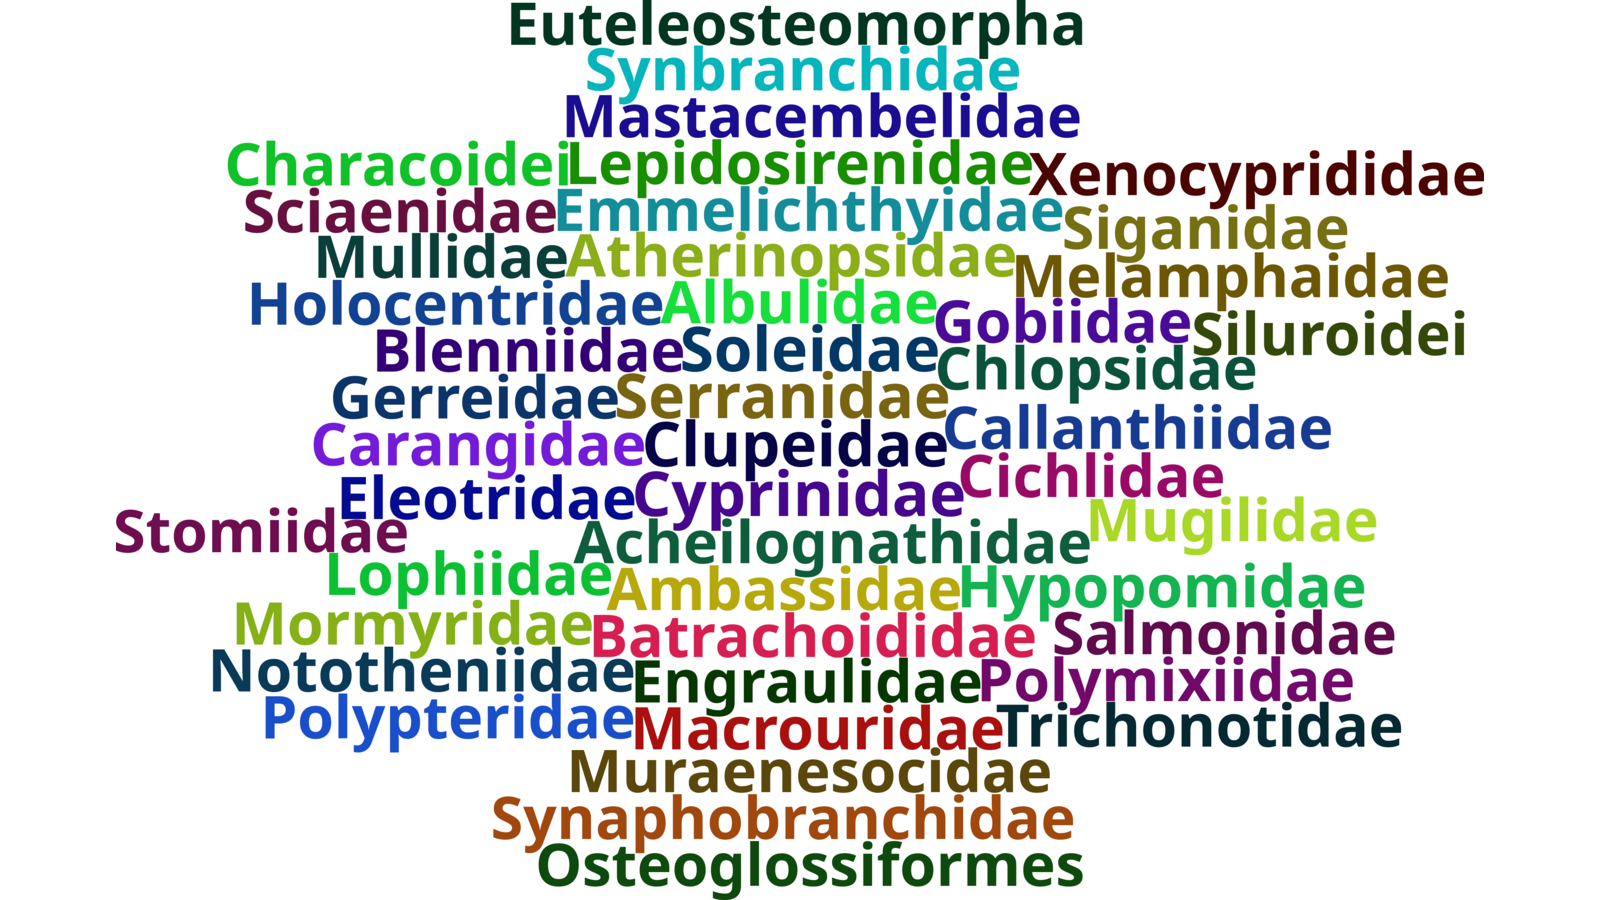 Euteleosteomorpha
Synbranchidae
Mastacembelidae
Characoidei Lepidosirenidae Xenocyprididae
Sciaenidae Emmelichthyidae Siganidae
Mullidae Atherinopsidae Melamphaidae
Holocentridae Albulidae Gobiidae Siluroidei
Blenniidae Soleidae Chlopsidae
Gerreidae Serranidae Callanthiidae
Carangidae Clupeidae Cichlidae
Eleotridae Cyprinidae Mugilidae
Stomiidae Acheilognathidae
Lophiidae Ambassidae Hypopomidae
Mormyridae Batrachoididae Salmonidae
Nototheniidae Engraulidae Polymixiidae
Polypteridae Macrouridae Trichonotidae
Muraenesocidae
Synaphobranchidae
Osteoglossiformes